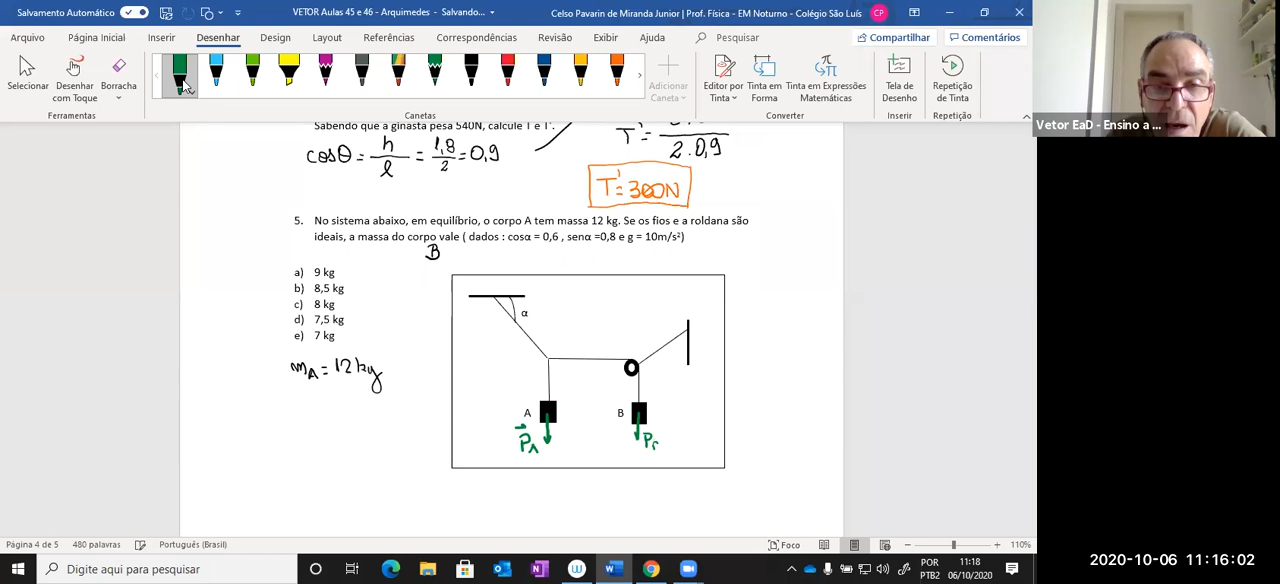 Salvamento Automático
VETOR Aulas 45 e 46 - Arquimedes - Salvando...
Celso Pavarin de Miranda Junior | Prof. Física - EM Noturno - Colégio São Luís
CP
Arquivo Página Inicial Inserir Desenhar Design Layout Referências Correspondências Revisão Exibir Ajuda Pesquisar Compartilhar Comentários
Selecionar
Desenhar com Toque
Borracha
Adicionar Caneta
Editor por Tinta
Tinta em Forma
Tinta em Expressões Matemáticas
Tela de Desenho
Repetição de Tinta
Ferramentas Canetas Converter Inserir Repetição
Vetor EaD - Ensino a ...
Sabendo que a ginasta pesa 540N, calcule T e T'.
cosθ = h/l = 1,8/2 = 0,9
2.0,9
T' = 300N
5. No sistema abaixo, em equilíbrio, o corpo A tem massa 12 kg. Se os fios e a roldana são
ideais, a massa do corpo vale ( dados : cosα = 0,6 , senα =0,8 e g = 10m/s²)
B
a) 9 kg
b) 8,5 kg
c) 8 kg
d) 7,5 kg
e) 7 kg
mA = 12 kg
α
A
B
PA
Página 4 de 5 480 palavras Português (Brasil) Foco 110%
Digite aqui para pesquisar
POR
PTB2
11:18
06/10/2020
2020-10-06 11:16:02